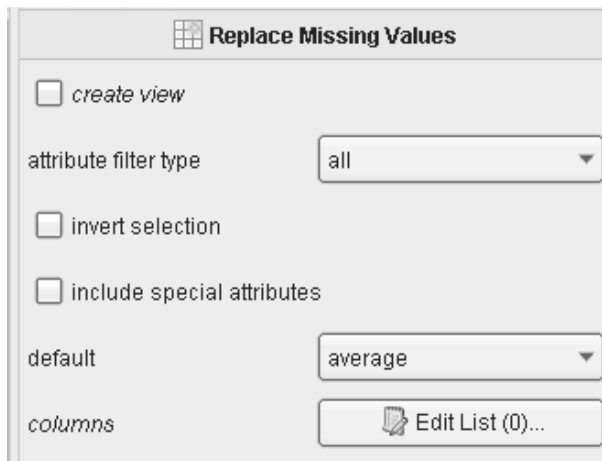 Replace Missing Values
create view
attribute filter type all
invert selection
include special attributes
default average
columns Edit List (0)...